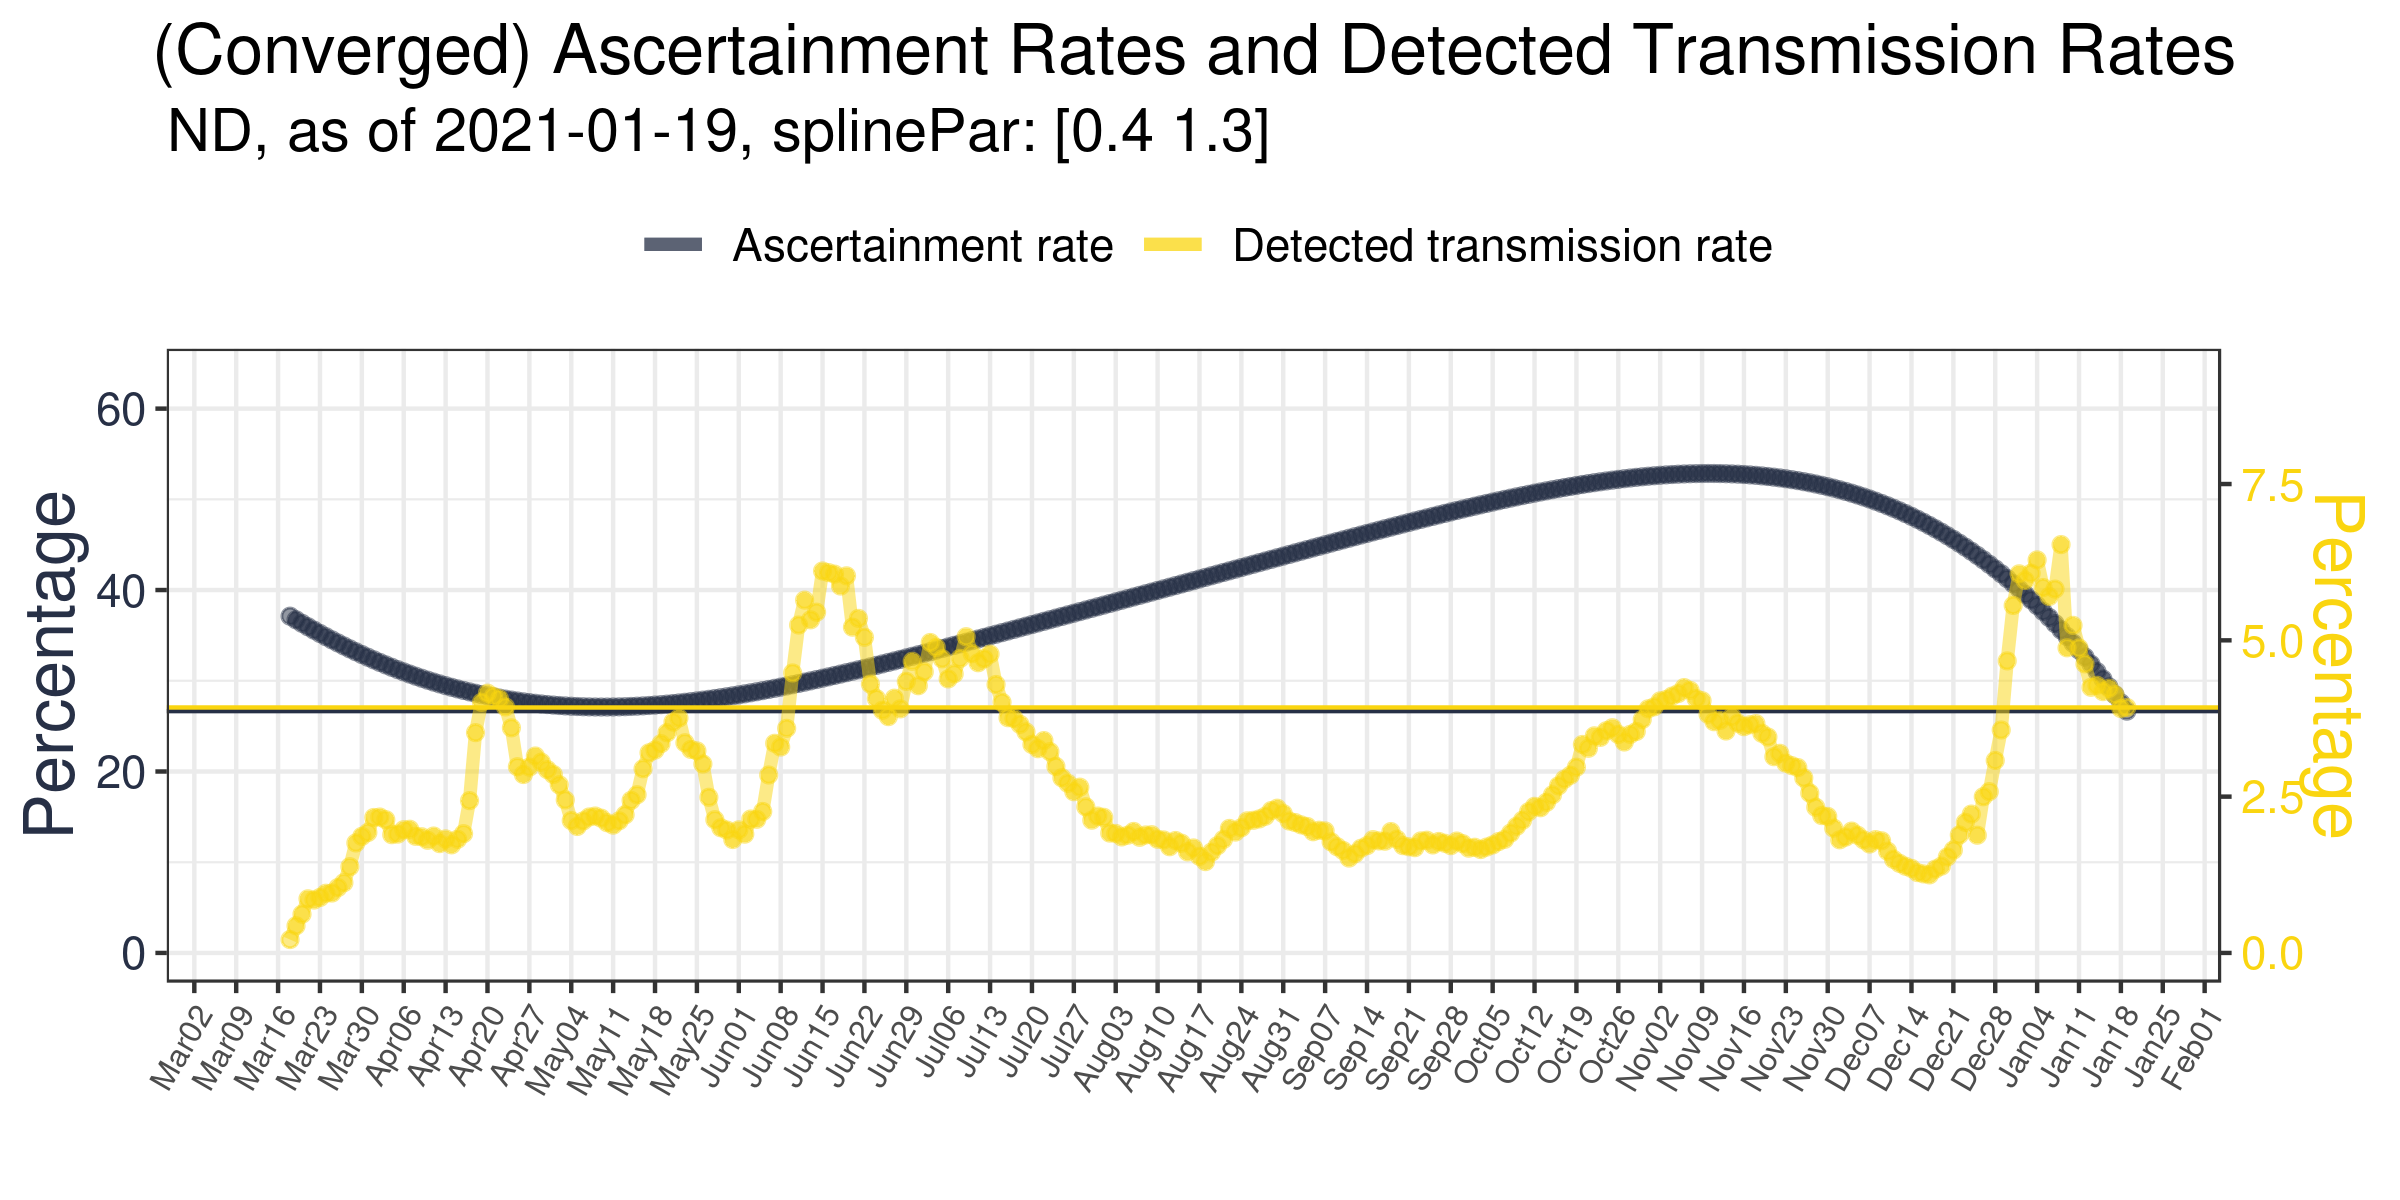 (Converged) Ascertainment Rates and Detected Transmission Rates
ND, as of 2021-01-19, splinePar: [0.4 1.3]
Ascertainment rate Detected transmission rate
Percentage
60
40
20
0
7.5
5.0
2.5
0.0
Percentage
Mar02 Mar09 Mar16 Mar23 Mar30 Apr06 Apr13 Apr20 Apr27 May04 May11 May18 May25 Jun01 Jun08 Jun15 Jun22 Jun29 Jul06 Jul13 Jul20 Jul27 Aug03 Aug10 Aug17 Aug24 Aug31 Sep07 Sep14 Sep21 Sep28 Oct05 Oct12 Oct19 Oct26 Nov02 Nov09 Nov16 Nov23 Nov30 Dec07 Dec14 Dec21 Dec28 Jan04 Jan11 Jan18 Jan25 Feb01